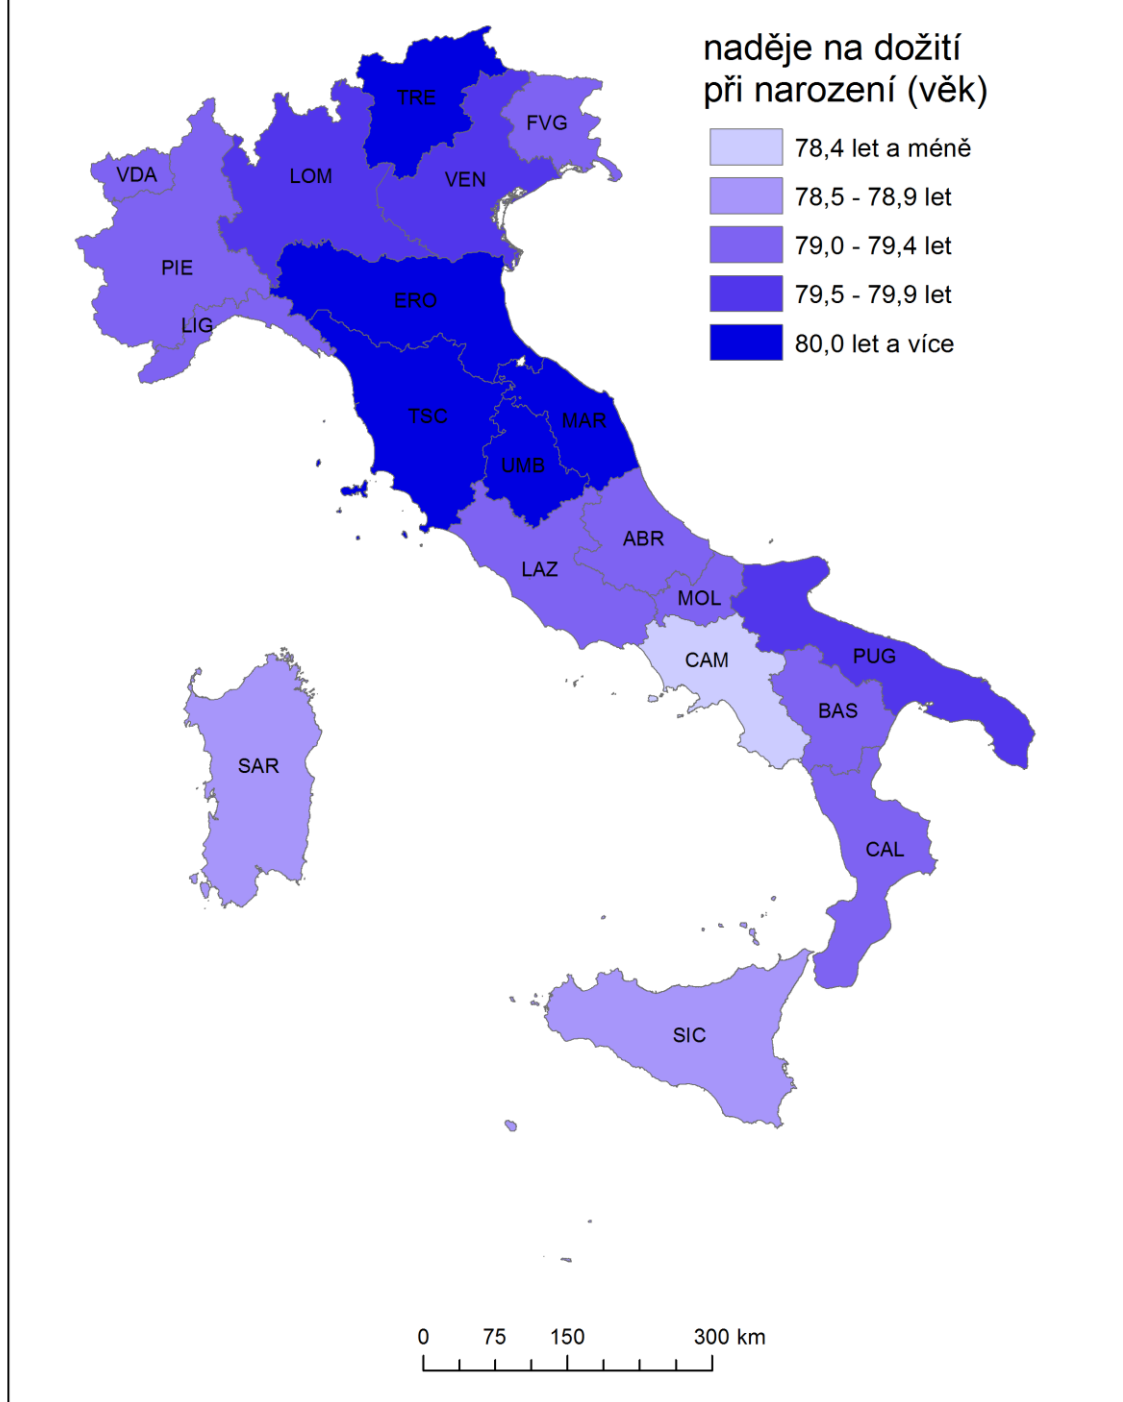 naděje na dožití
při narození (věk)
78,4 let a méně
78,5 - 78,9 let
79,0 - 79,4 let
79,5 - 79,9 let
80,0 let a více
TRE
FVG
VDA
LOM
VEN
PIE
ERO
LIG
TSC
MAR
UMB
ABR
LAZ
MOL
PUG
CAM
BAS
SAR
CAL
SIC
0 75 150 300 km